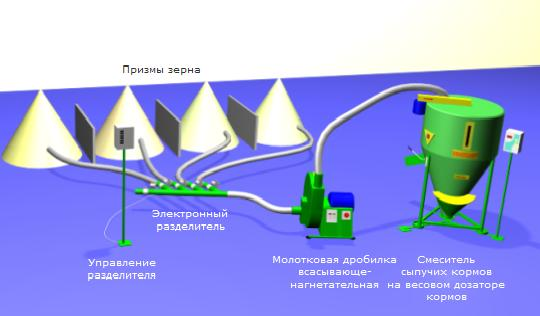 Призмы зерна
Электронный
разделитель
Управление
разделителя
Молотковая дробилка
всасывающе-
нагнетательная
Смеситель
сыпучих кормов
на весовом дозаторе
кормов